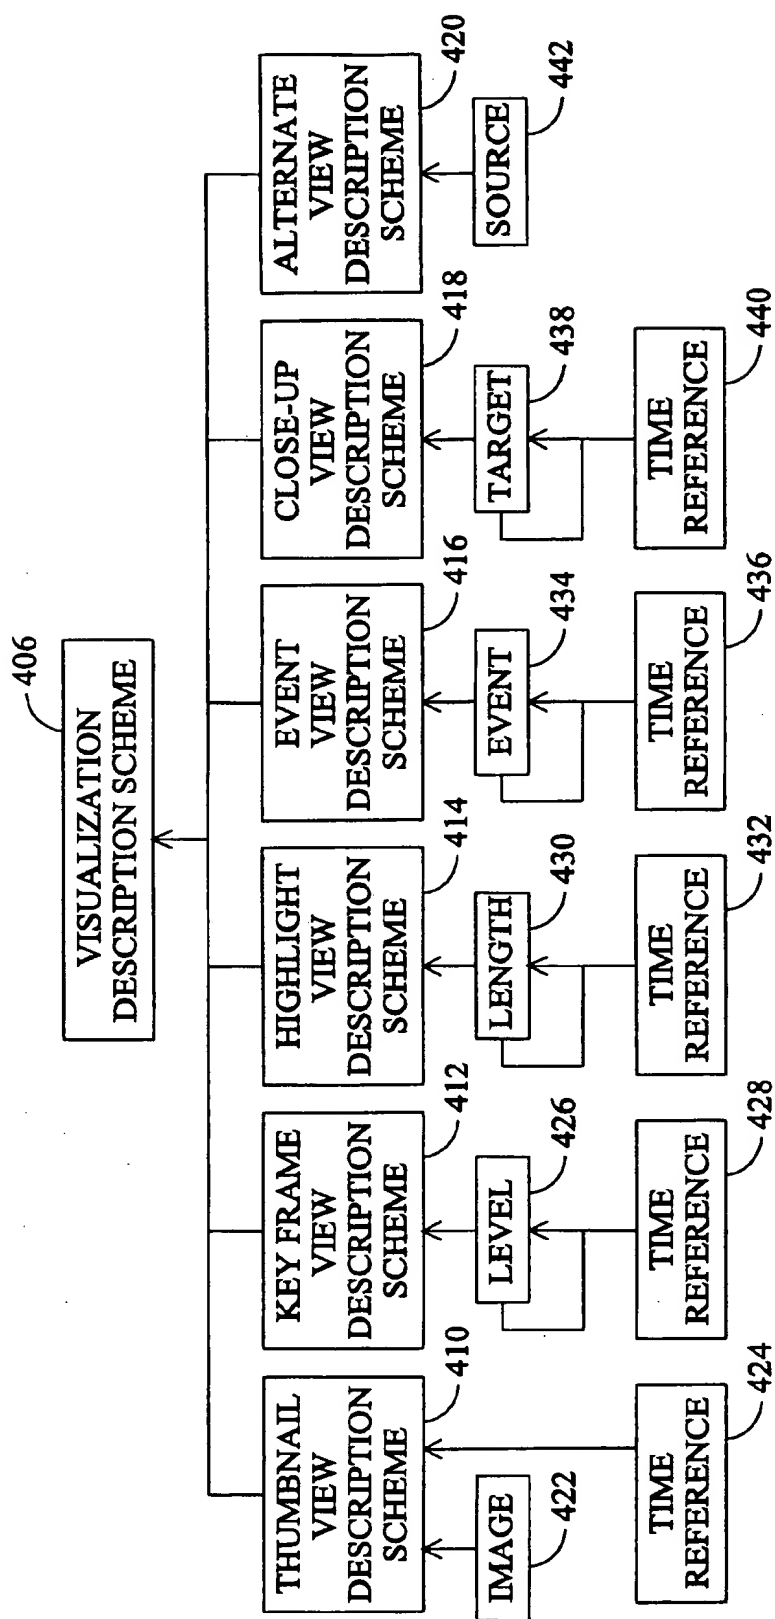 406
VISUALIZATION
DESCRIPTION SCHEME
THUMBNAIL
VIEW
DESCRIPTION
SCHEME
410
KEY FRAME
VIEW
DESCRIPTION
SCHEME
412
HIGHLIGHT
VIEW
DESCRIPTION
SCHEME
414
EVENT
VIEW
DESCRIPTION
SCHEME
416
CLOSE-UP
VIEW
DESCRIPTION
SCHEME
418
ALTERNATE
VIEW
DESCRIPTION
SCHEME
420
IMAGE
422
LEVEL
426
LENGTH
430
EVENT
434
TARGET
438
SOURCE
442
TIME
REFERENCE
424
TIME
REFERENCE
428
TIME
REFERENCE
432
TIME
REFERENCE
436
TIME
REFERENCE
440